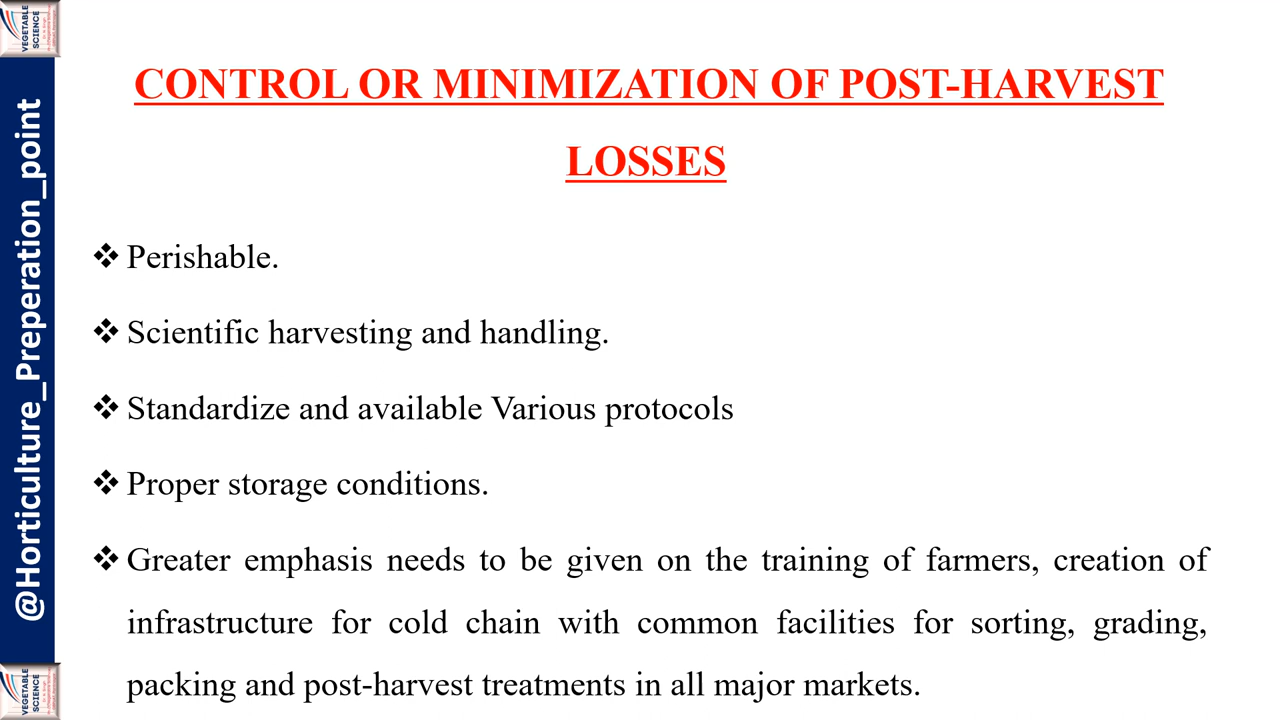 CONTROL OR MINIMIZATION OF POST-HARVEST
LOSSES
❖ Perishable.
❖ Scientific harvesting and handling.
❖ Standardize and available Various protocols
❖ Proper storage conditions.
❖ Greater emphasis needs to be given on the training of farmers, creation of
infrastructure for cold chain with common facilities for sorting, grading,
packing and post-harvest treatments in all major markets.
@Horticulture_Preperation_point
VEGETABLE
SCIENCE
VEGETABLE
SCIENCE